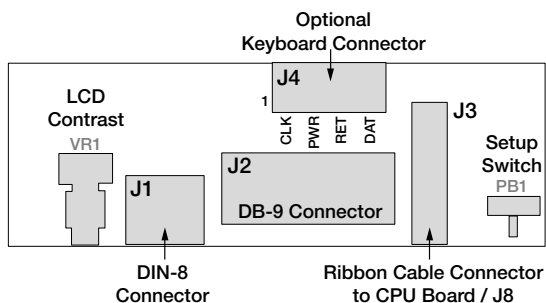 Optional
Keyboard Connector
J4
1
CLK
PWR
RET
DAT
J3
LCD
Contrast
VR1
Setup
Switch
PB1
J1
J2
DB-9 Connector
DIN-8
Connector
Ribbon Cable Connector
to CPU Board / J8